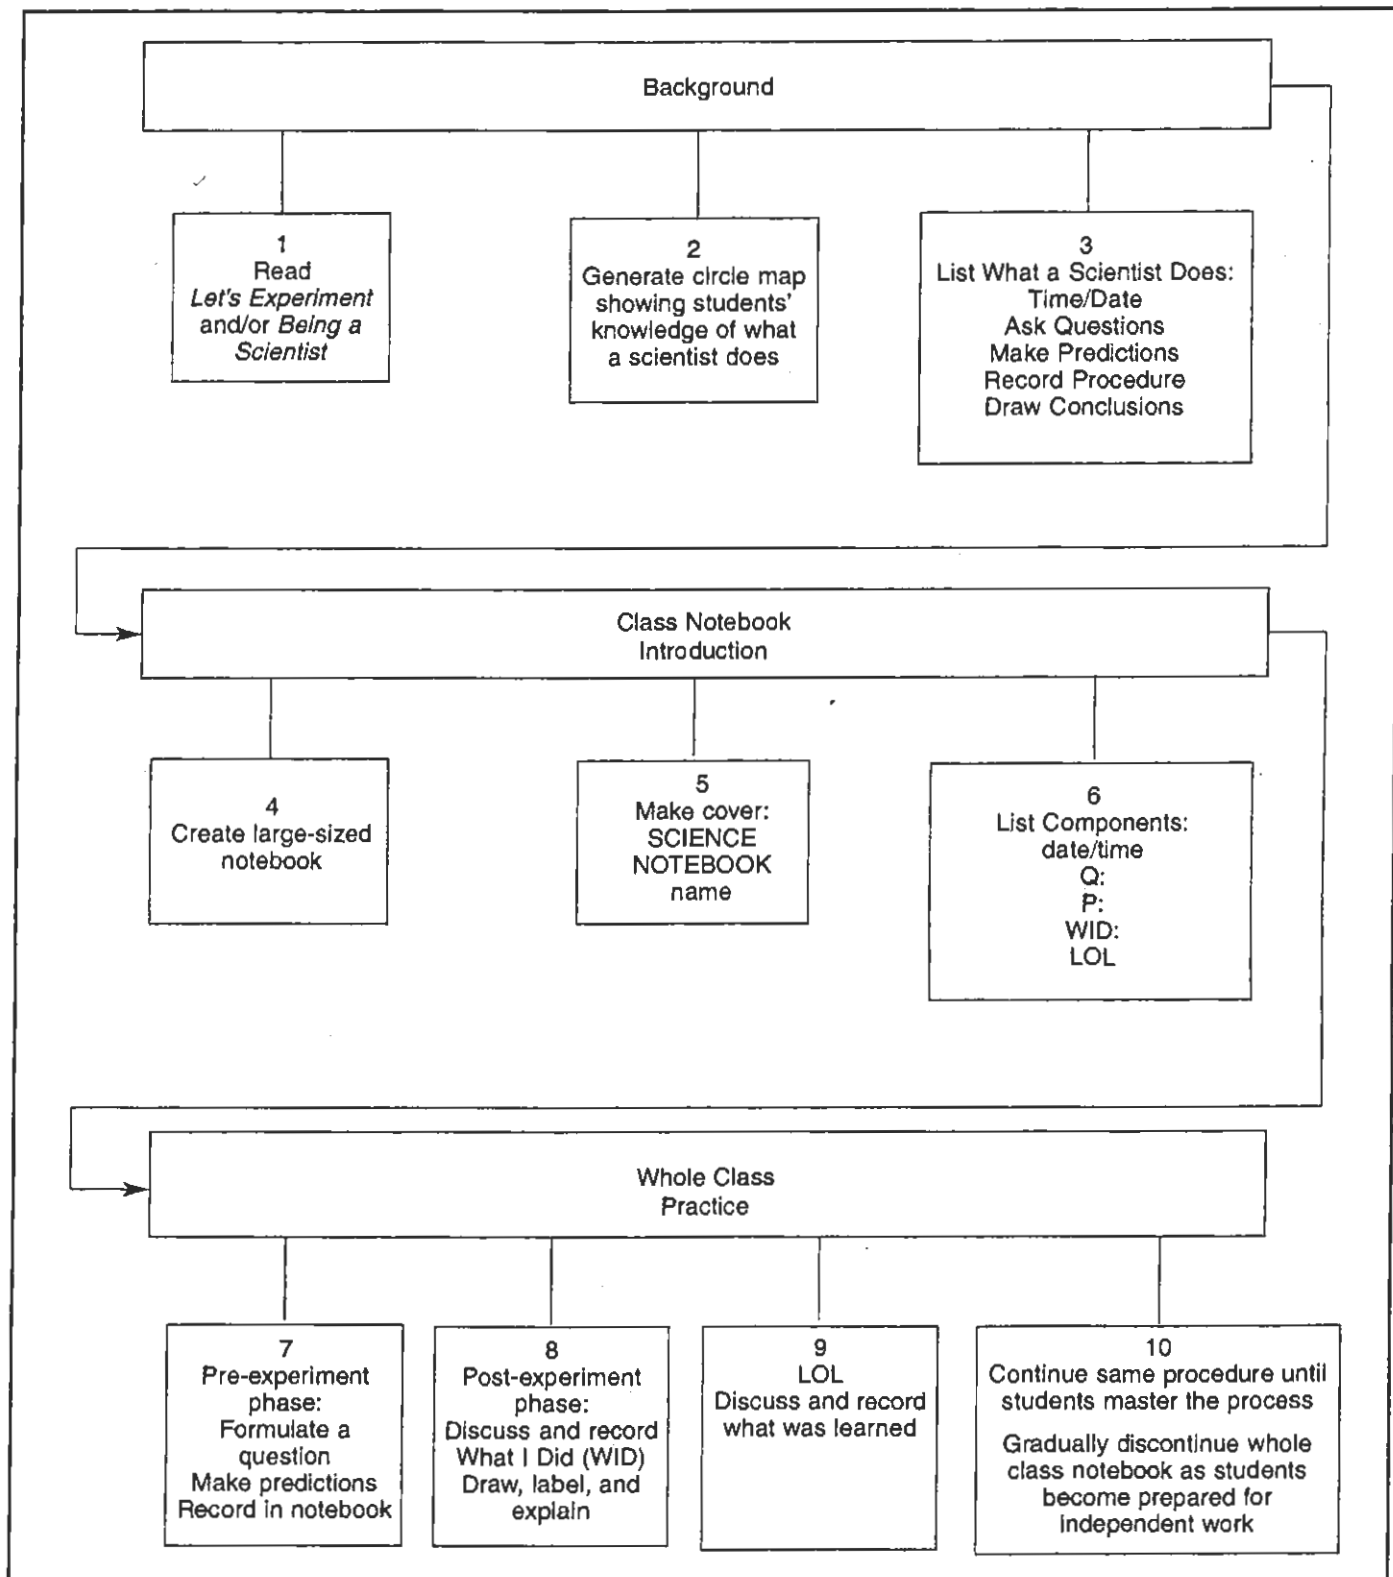 Background
1
Read
Let's Experiment
and/or Being a
Scientist
2
Generate circle map
showing students'
knowledge of what
a scientist does
3
List What a Scientist Does:
Time/Date
Ask Questions
Make Predictions
Record Procedure
Draw Conclusions
Class Notebook
Introduction
4
Create large-sized
notebook
5
Make cover:
SCIENCE
NOTEBOOK
name
6
List Components:
date/time
Q:
P:
WID:
LOL
Whole Class
Practice
7
Pre-experiment
phase:
Formulate a
question
Make predictions
Record in notebook
8
Post-experiment
phase:
Discuss and record
What I Did (WID)
Draw, label, and
explain
9
LOL
Discuss and record
what was learned
10
Continue same procedure until
students master the process
Gradually discontinue whole
class notebook as students
become prepared for
independent work